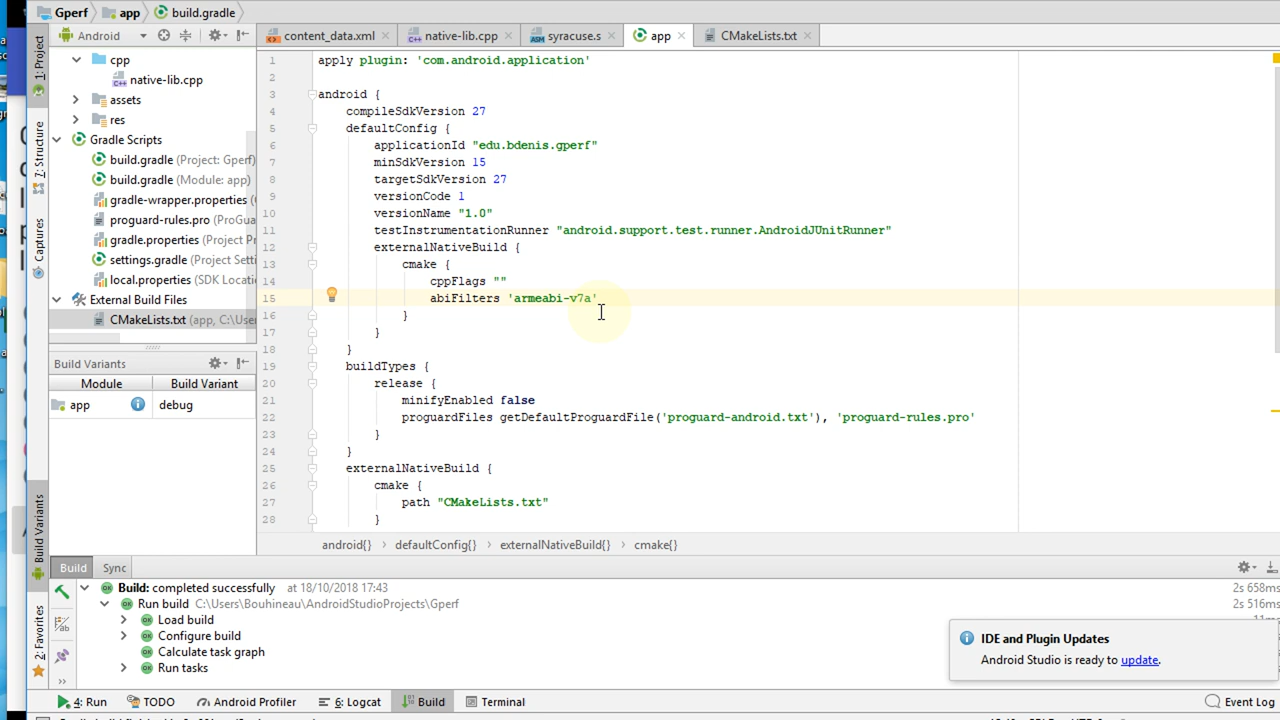 Gperf app build.gradle
Android content_data.xml native-lib.cpp syracuse.s app CMakeLists.txt
1: Project
7: Structure
Captures
Build Variants
2: Favorites
cpp
native-lib.cpp
assets
res
Gradle Scripts
build.gradle (Project: Gperf)
build.gradle (Module: app)
gradle-wrapper.properties (
proguard-rules.pro (ProGua
gradle.properties (Project P
settings.gradle (Project Setti
local.properties (SDK Locatio
External Build Files
CMakeLists.txt (app, C:\Use
Build Variants
Module Build Variant
app debug
1 apply plugin: 'com.android.application'
2
3 android {
4 compileSdkVersion 27
5 defaultConfig {
6 applicationId "edu.bdenis.gperf"
7 minSdkVersion 15
8 targetSdkVersion 27
9 versionCode 1
10 versionName "1.0"
11 testInstrumentationRunner "android.support.test.runner.AndroidJUnitRunner"
12 externalNativeBuild {
13 cmake {
14 cppFlags ""
15 abiFilters 'armeabi-v7a'
16 }
17 }
18 }
19 buildTypes {
20 release {
21 minifyEnabled false
22 proguardFiles getDefaultProguardFile('proguard-android.txt'), 'proguard-rules.pro'
23 }
24 }
25 externalNativeBuild {
26 cmake {
27 path "CMakeLists.txt"
28 }
android{} defaultConfig{} externalNativeBuild{} cmake{}
Build Sync
Build: completed successfully at 18/10/2018 17:43 2s 658ms
Run build C:\Users\Bouhineau\AndroidStudioProjects\Gperf 2s 516ms
Load build 11ms
Configure build
Calculate task graph
Run tasks
IDE and Plugin Updates
Android Studio is ready to update.
4: Run TODO Android Profiler 6: Logcat Build Terminal Event Log